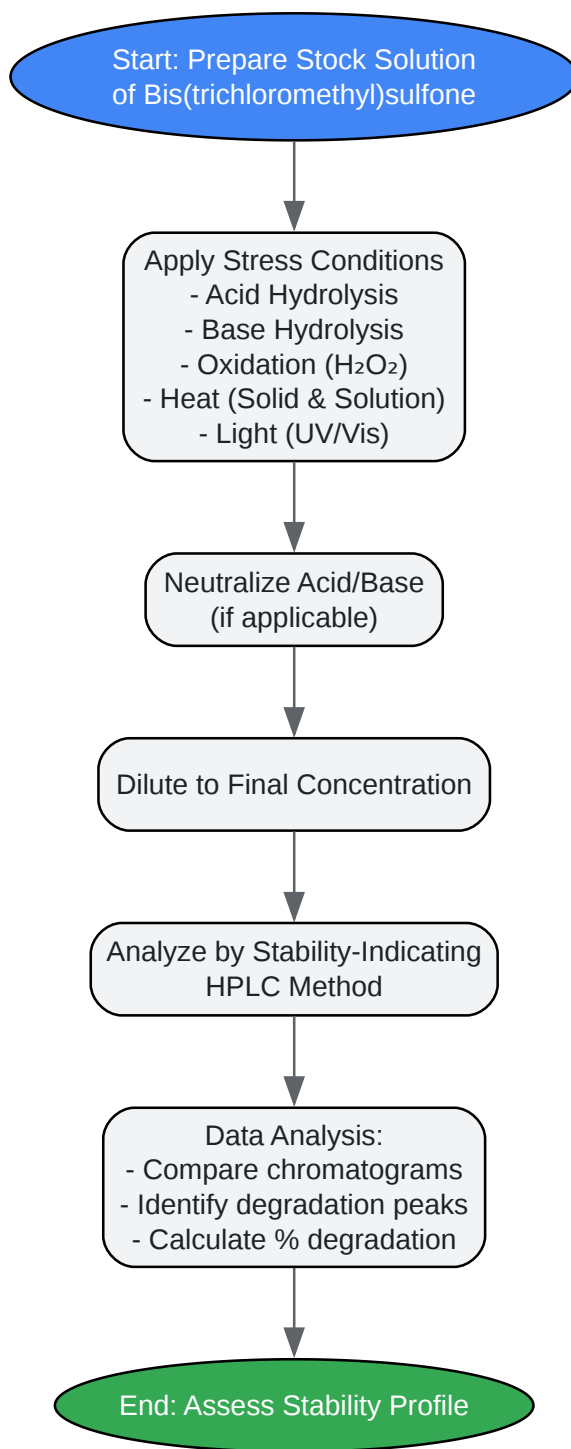 Start: Prepare Stock Solution
of Bis(trichloromethyl)sulfone
Apply Stress Conditions
- Acid Hydrolysis
- Base Hydrolysis
- Oxidation (H₂O₂)
- Heat (Solid & Solution)
- Light (UV/Vis)
Neutralize Acid/Base
(if applicable)
Dilute to Final Concentration
Analyze by Stability-Indicating
HPLC Method
Data Analysis:
- Compare chromatograms
- Identify degradation peaks
- Calculate % degradation
End: Assess Stability Profile